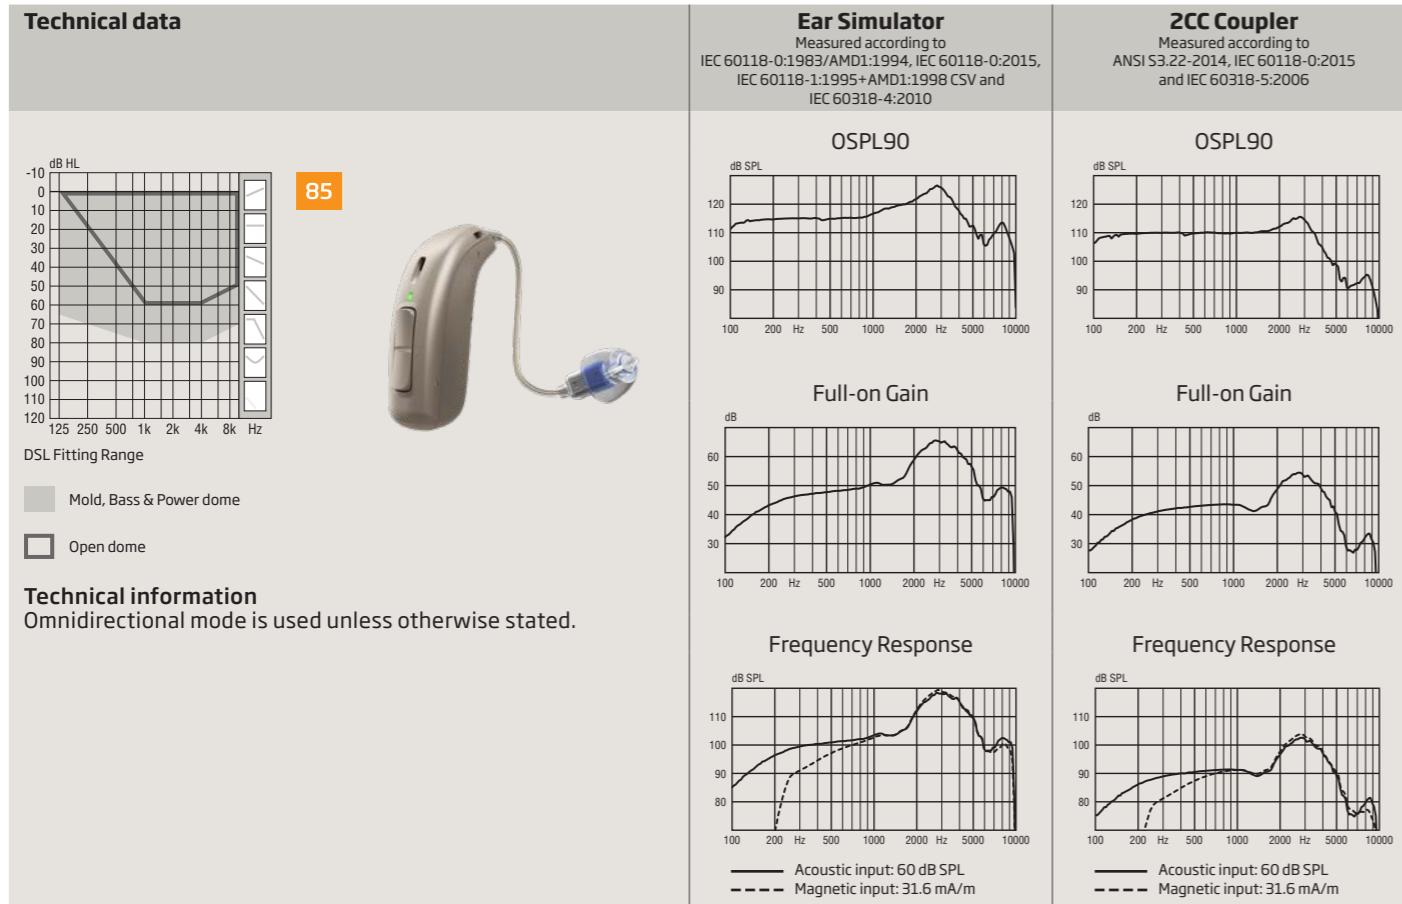 Technical data
Ear Simulator
Measured according to
IEC 60118-0:1983/AMD1:1994, IEC 60118-0:2015,
IEC 60118-1:1995+AMD1:1998 CSV and
IEC 60318-4:2010
2CC Coupler
Measured according to
ANSI S3.22-2014, IEC 60118-0:2015
and IEC 60318-5:2006
dB HL
-10
0
10
20
30
40
50
60
70
80
90
100
110
120
125 250 500 1k 2k 4k 8k Hz
85
DSL Fitting Range
Mold, Bass & Power dome
Open dome
Technical information
Omnidirectional mode is used unless otherwise stated.
OSPL90
dB SPL
120
110
100
90
100 200 Hz 500 1000 2000 Hz 5000 10000
Full-on Gain
dB
60
50
40
30
100 200 Hz 500 1000 2000 Hz 5000 10000
Frequency Response
dB SPL
110
100
90
80
100 200 Hz 500 1000 2000 Hz 5000 10000
Acoustic input: 60 dB SPL
Magnetic input: 31.6 mA/m
OSPL90
dB SPL
120
110
100
90
100 200 Hz 500 1000 2000 Hz 5000 10000
Full-on Gain
dB
60
50
40
30
100 200 Hz 500 1000 2000 Hz 5000 10000
Frequency Response
dB SPL
110
100
90
80
100 200 Hz 500 1000 2000 Hz 5000 10000
Acoustic input: 60 dB SPL
Magnetic input: 31.6 mA/m